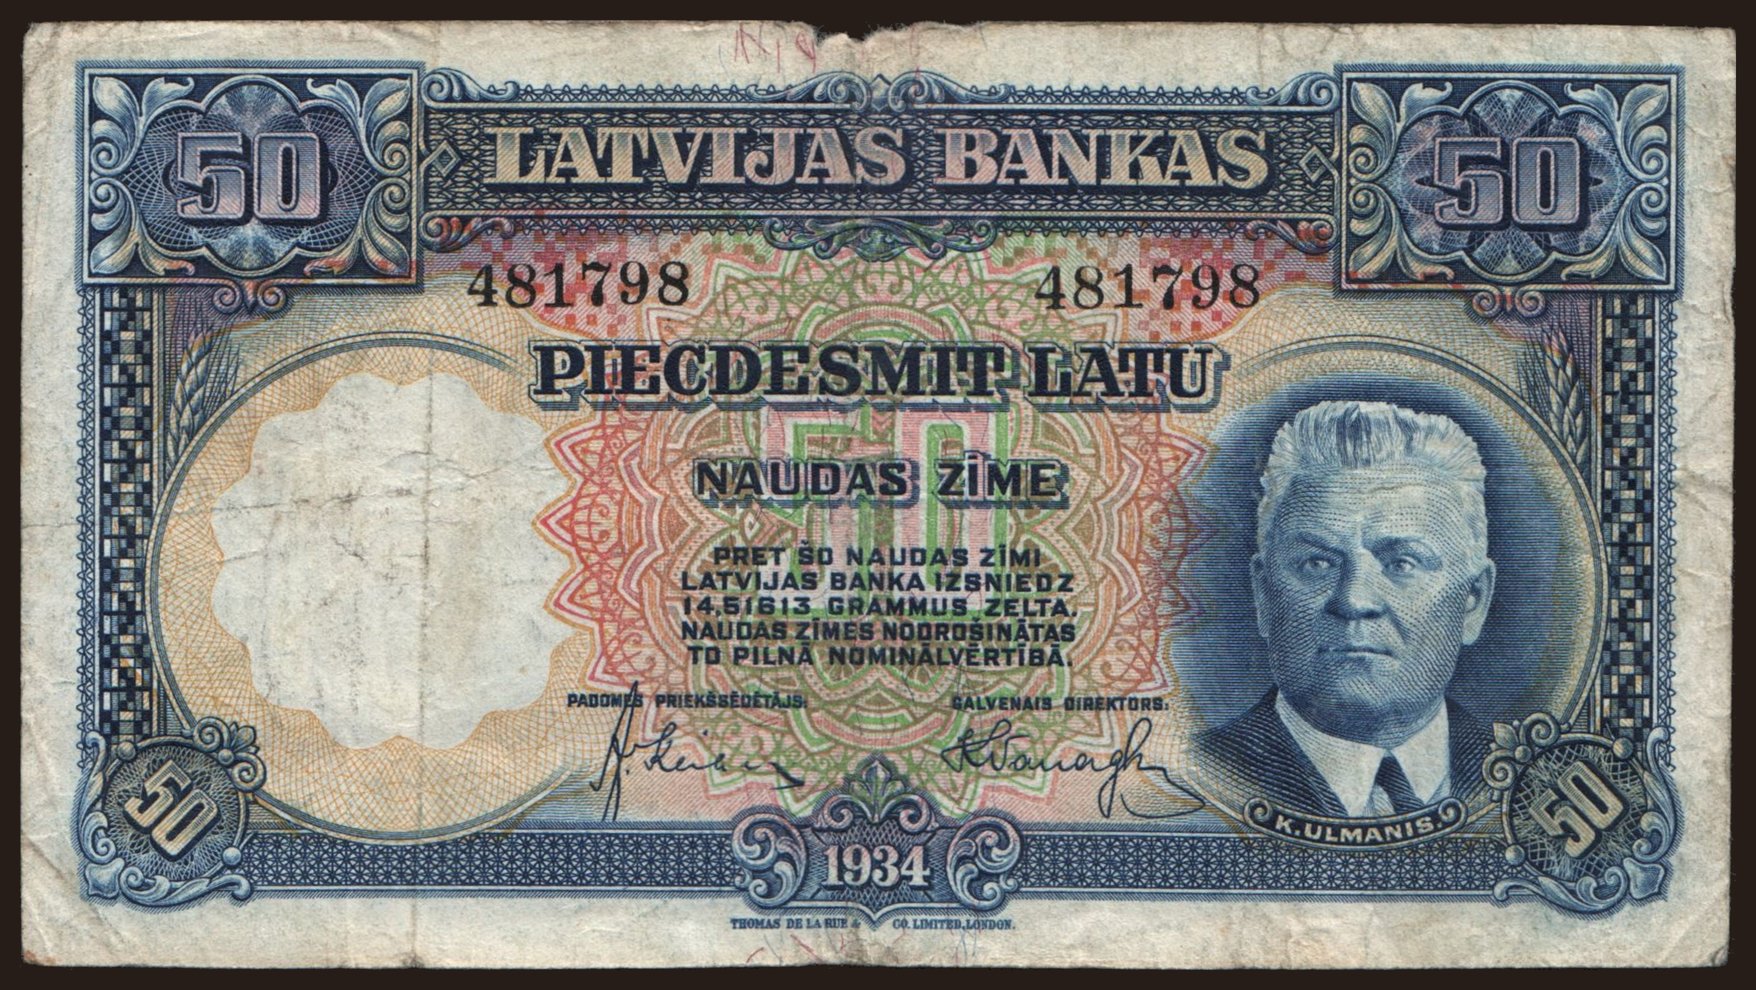 50 LATVIJAS BANKAS 50
481798 481798
PIECDESMIT LATU
50
NAUDAS ZĪME
PRET ŠO NAUDAS ZĪMI
LATVIJAS BANKA IZSNIEDZ
14,51613 GRAMMUS ZELTA.
NAUDAS ZĪMES NODROŠINĀTAS
TO PILNĀ NOMINĀLVĒRTĪBĀ.
PADOMES PRIEKŠSĒDĒTĀJS: GALVENAIS DIREKTORS:
K. ULMANIS.
50 1934 50
THOMAS DE LA RUE & CO. LIMITED, LONDON.